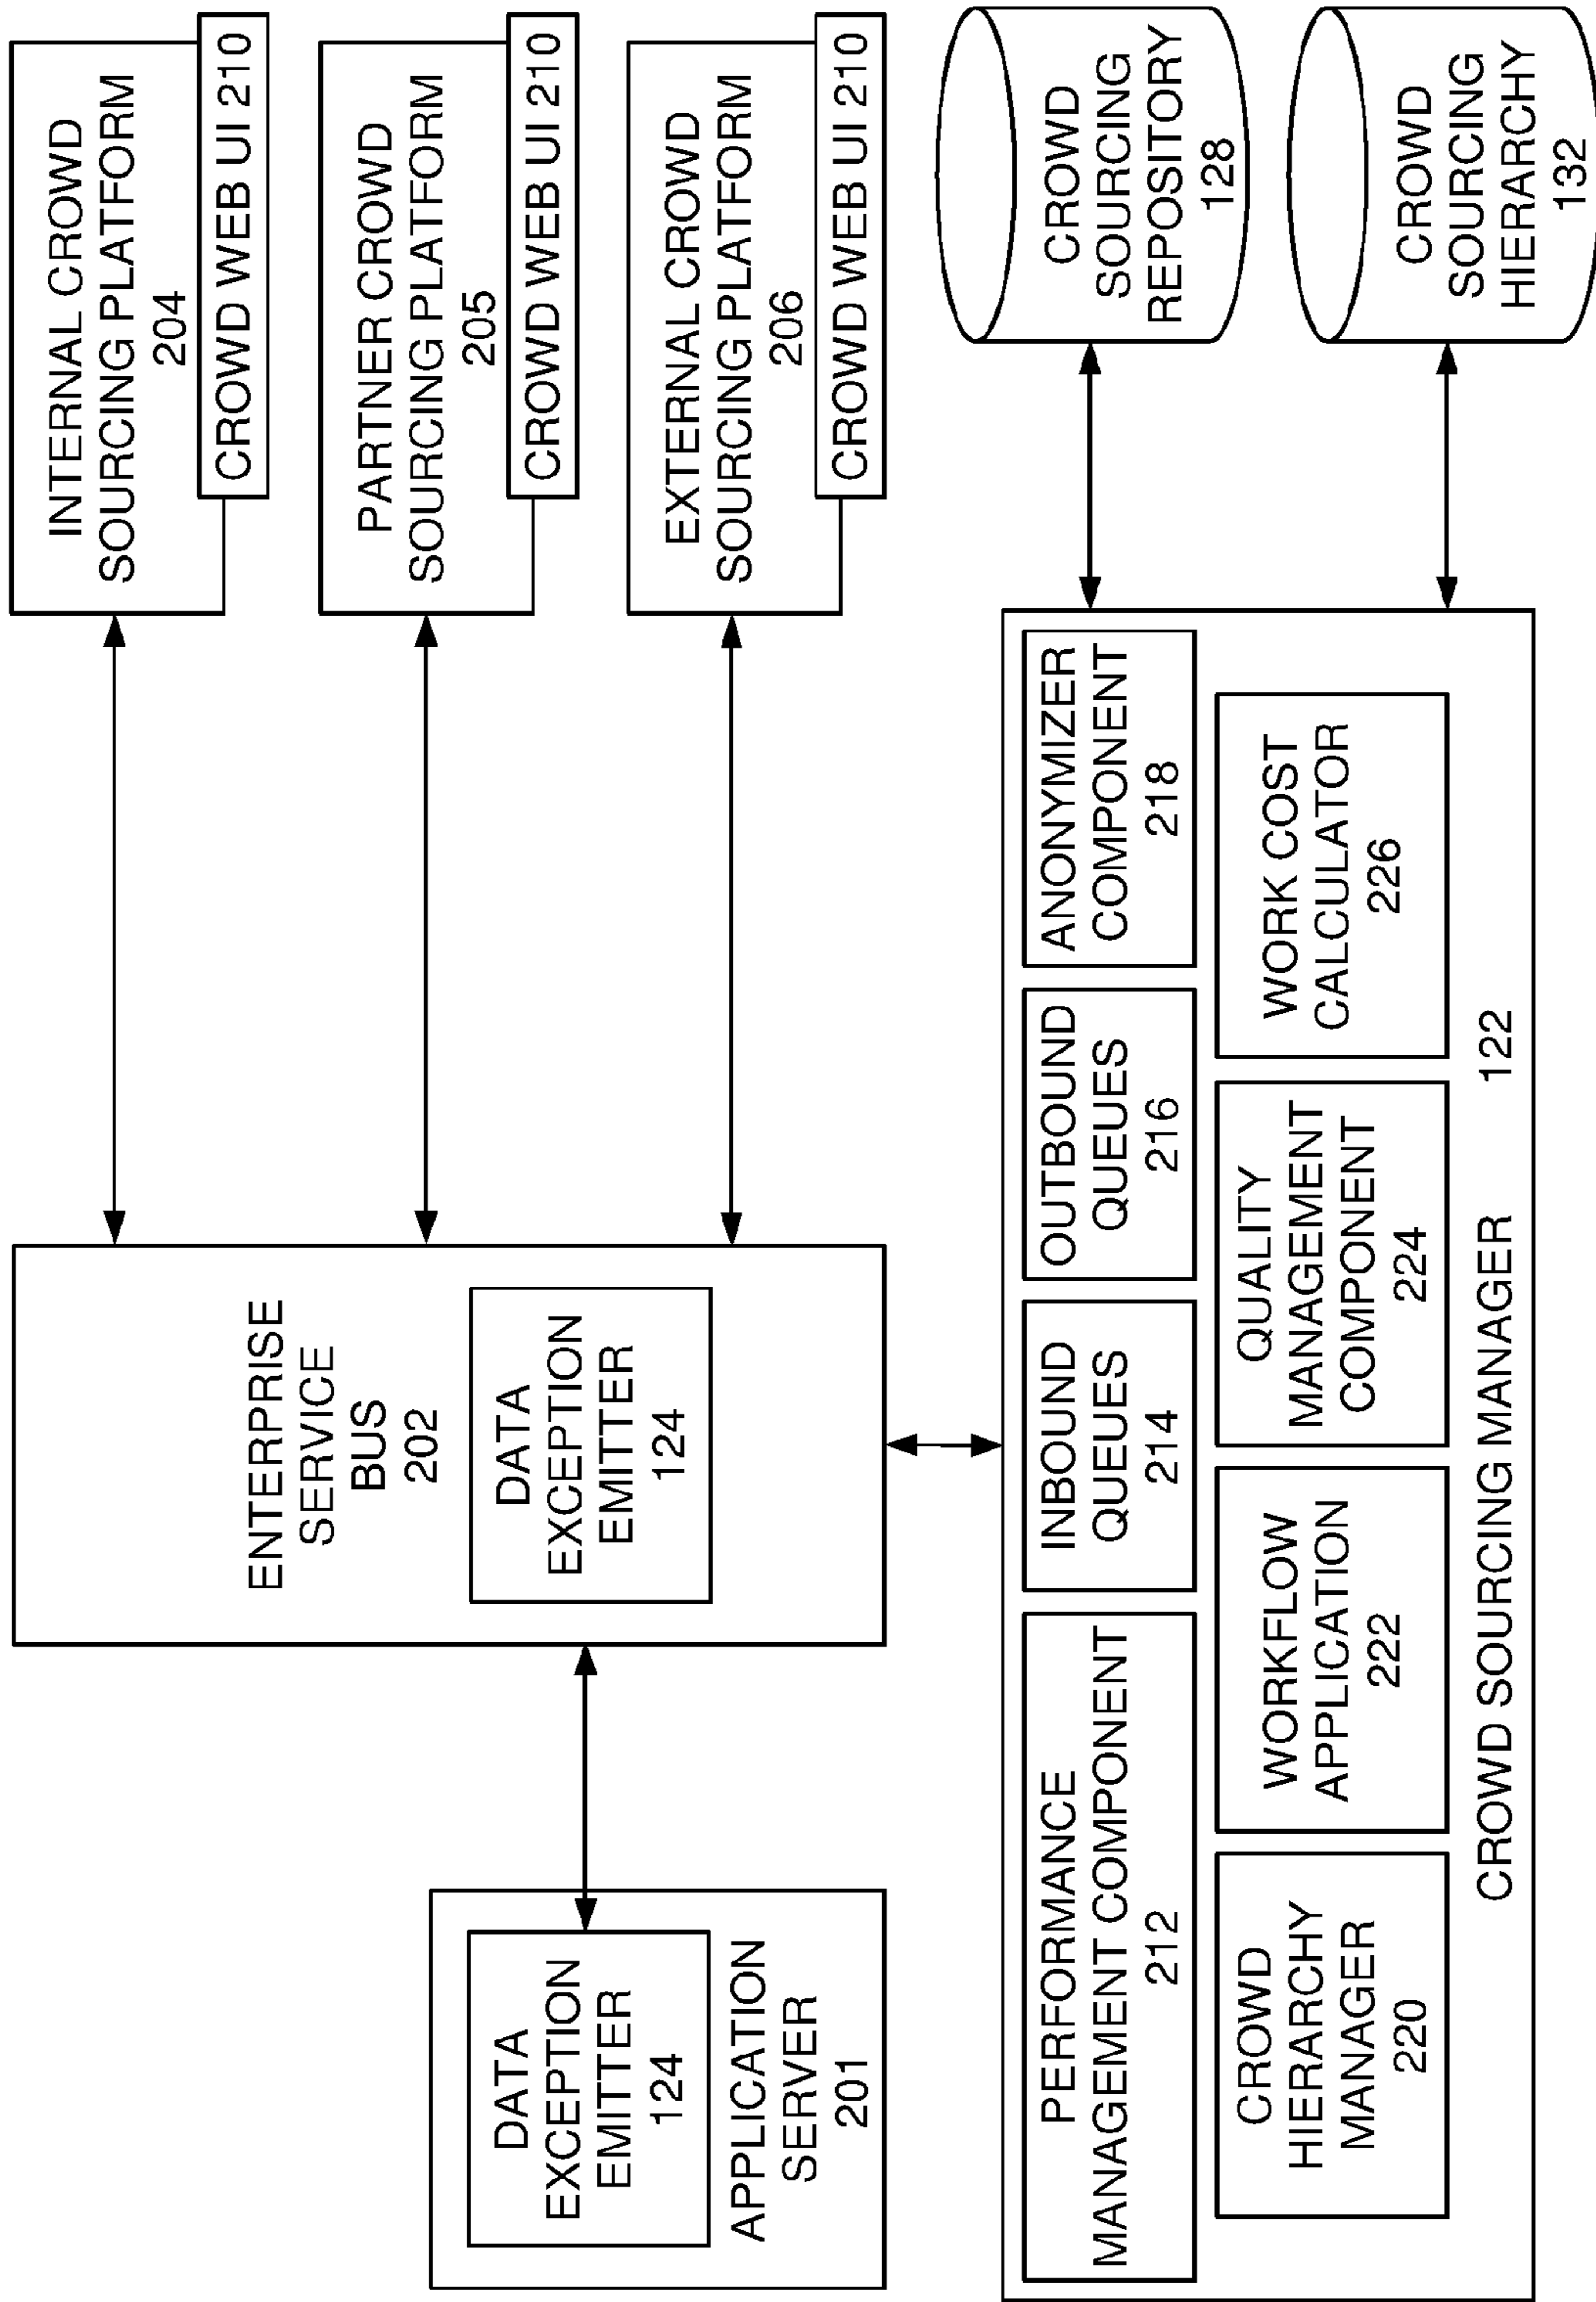 DATA
EXCEPTION
EMITTER
124
APPLICATION
SERVER
201
ENTERPRISE
SERVICE
BUS
202
DATA
EXCEPTION
EMITTER
124
INTERNAL CROWD
SOURCING PLATFORM
204
CROWD WEB UI 210
PARTNER CROWD
SOURCING PLATFORM
205
CROWD WEB UI 210
EXTERNAL CROWD
SOURCING PLATFORM
206
CROWD WEB UI 210
PERFORMANCE
MANAGEMENT COMPONENT
212
INBOUND
QUEUES
214
OUTBOUND
QUEUES
216
ANONYMIZER
COMPONENT
218
CROWD
HIERARCHY
MANAGER
220
WORKFLOW
APPLICATION
222
QUALITY
MANAGEMENT
COMPONENT
224
WORK COST
CALCULATOR
226
CROWD SOURCING MANAGER 122
CROWD
SOURCING
REPOSITORY
128
CROWD
SOURCING
HIERARCHY
132